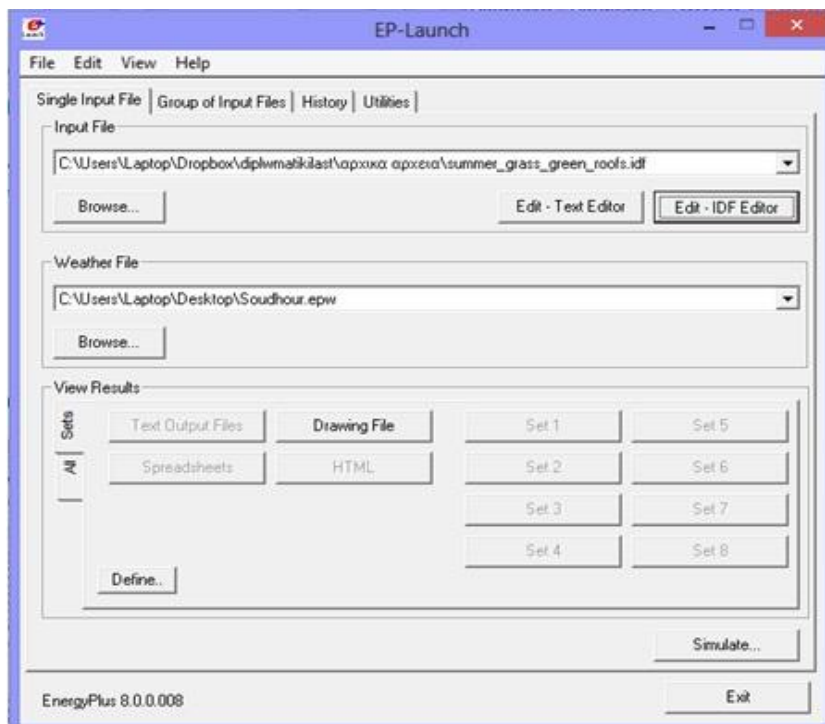 EP-Launch
File Edit View Help
Single Input File Group of Input Files History Utilities
Input File
C:\Users\Laptop\Dropbox\diplwmatikilast\αρχικα αρχεια\summer_grass_green_roofs.idf
Browse... Edit - Text Editor Edit - IDF Editor
Weather File
C:\Users\Laptop\Desktop\Soudhour.epw
Browse...
View Results
Sets
All
Text Output Files Drawing File Set 1 Set 5
Spreadsheets HTML Set 2 Set 6
Set 3 Set 7
Set 4 Set 8
Define..
Simulate...
EnergyPlus 8.0.0.008 Exit